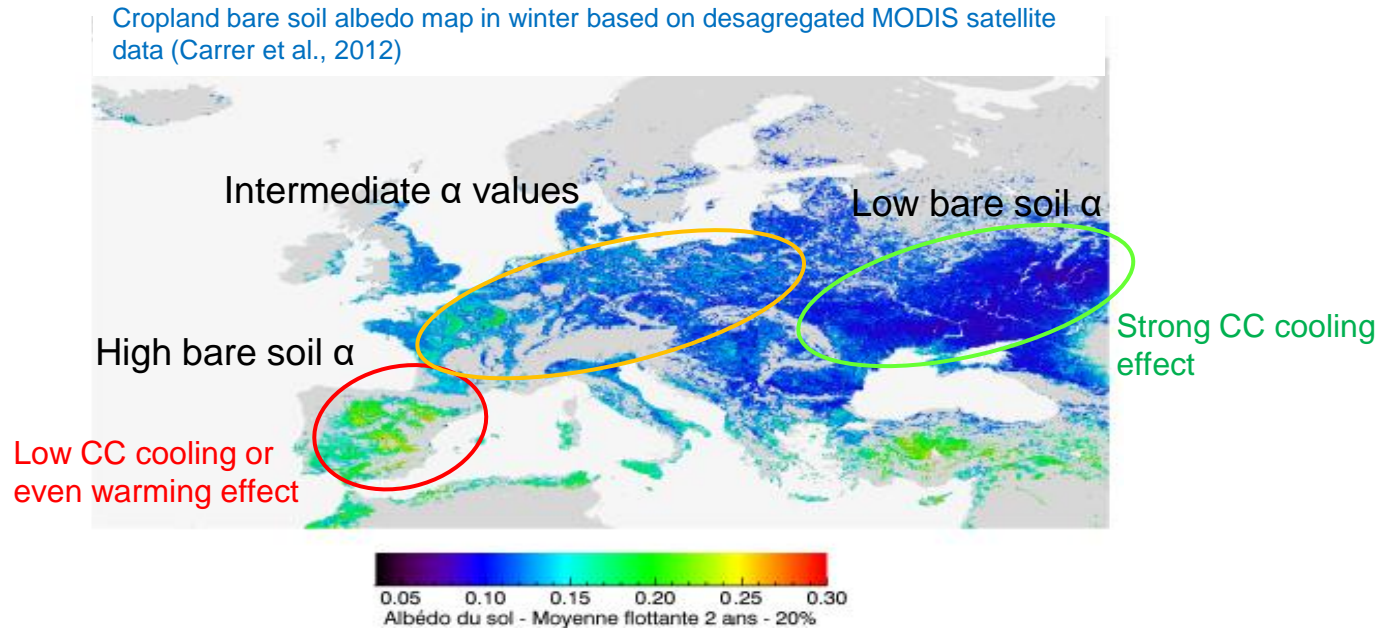 Cropland bare soil albedo map in winter based on desagregated MODIS satellite
data (Carrer et al., 2012)
Intermediate α values
Low bare soil α
High bare soil α
Strong CC cooling
effect
Low CC cooling or
even warming effect
0.05 0.10 0.15 0.20 0.25 0.30
Albédo du sol - Moyenne flottante 2 ans - 20%